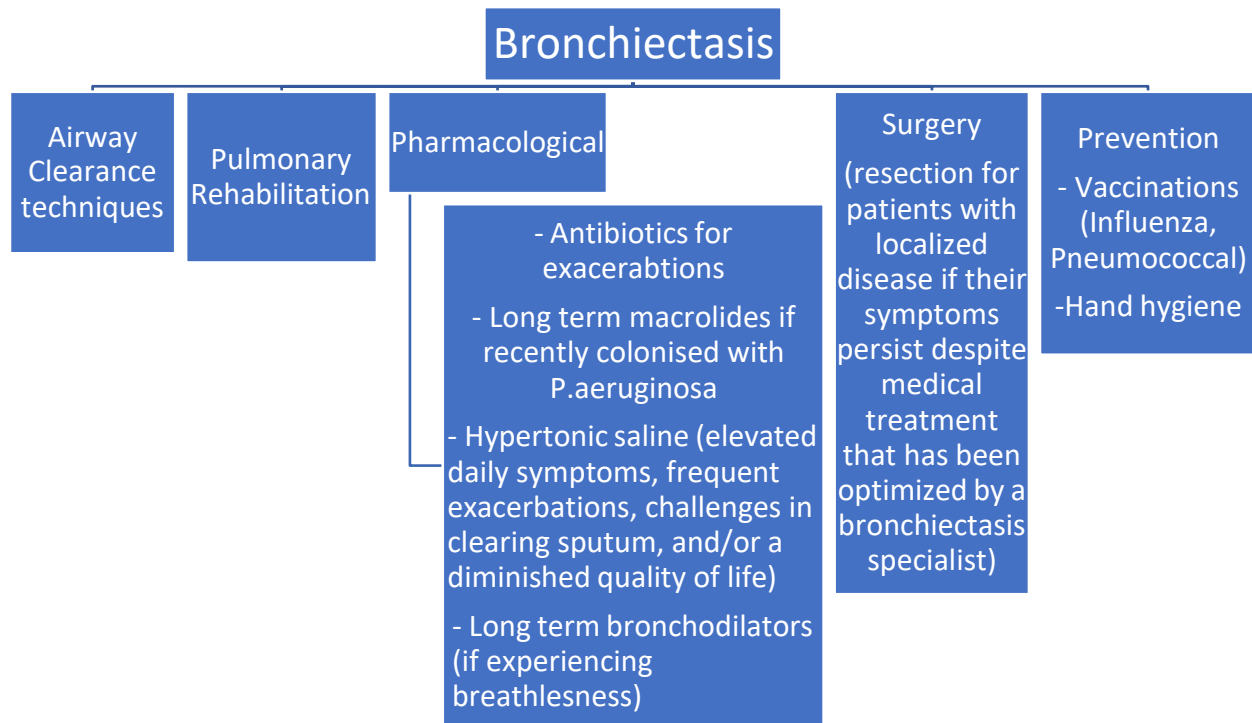 Bronchiectasis
Airway
Clearance
techniques
Pulmonary
Rehabilitation
Pharmacological
- Antibiotics for
exacerabtions
- Long term macrolides if
recently colonised with
P.aeruginosa
- Hypertonic saline (elevated
daily symptoms, frequent
exacerbations, challenges in
clearing sputum, and/or a
diminished quality of life)
- Long term bronchodilators
(if experiencing
breathlesness)
Surgery
(resection for
patients with
localized
disease if their
symptoms
persist despite
medical
treatment
that has been
optimized by a
bronchiectasis
specialist)
Prevention
- Vaccinations
(Influenza,
Pneumococcal)
-Hand hygiene